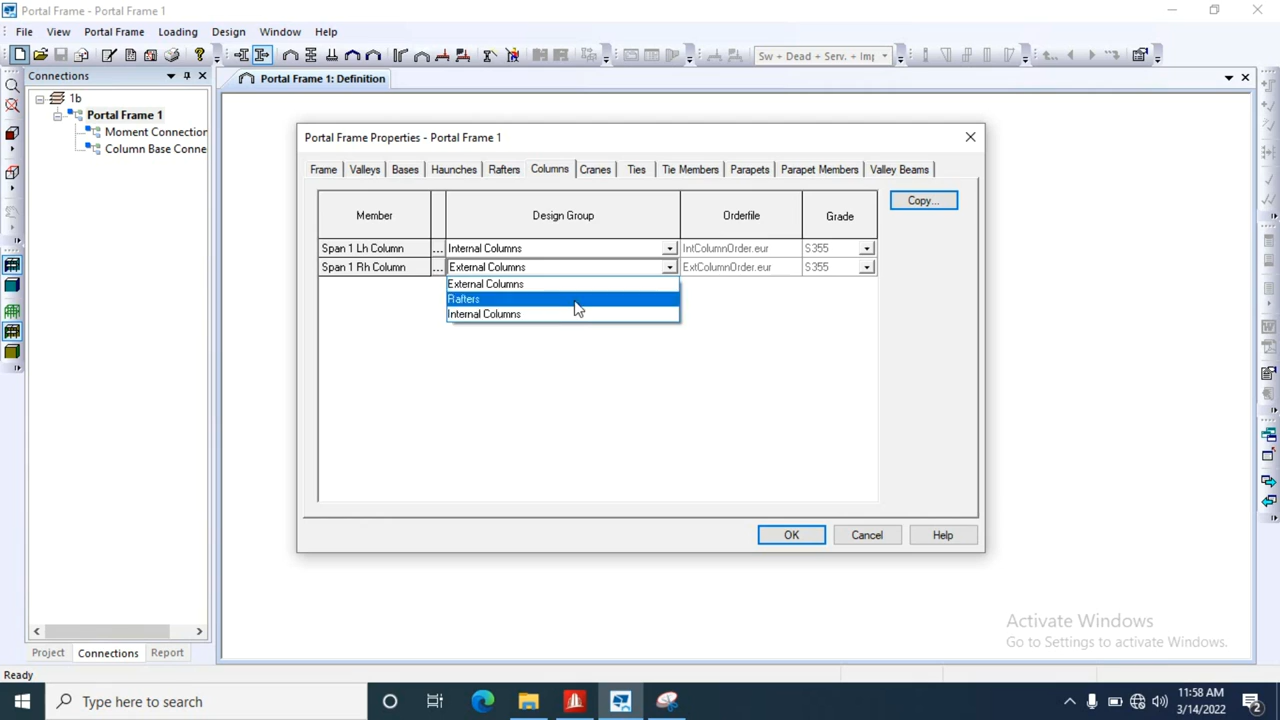 Portal Frame - Portal Frame 1
File View Portal Frame Loading Design Window Help
Sw + Dead + Serv. + Imp
Connections
Portal Frame 1: Definition
1b
Portal Frame 1
Moment Connection
Column Base Conne
Portal Frame Properties - Portal Frame 1
Frame Valleys Bases Haunches Rafters Columns Cranes Ties Tie Members Parapets Parapet Members Valley Beams
Member Design Group Orderfile Grade
Copy...
Span 1 Lh Column ... Internal Columns IntColumnOrder.eur S355
Span 1 Rh Column ... External Columns ExtColumnOrder.eur S355
External Columns
Rafters
Internal Columns
OK Cancel Help
Activate Windows
Go to Settings to activate Windows.
Project Connections Report
Ready
Type here to search
11:58 AM
3/14/2022
2